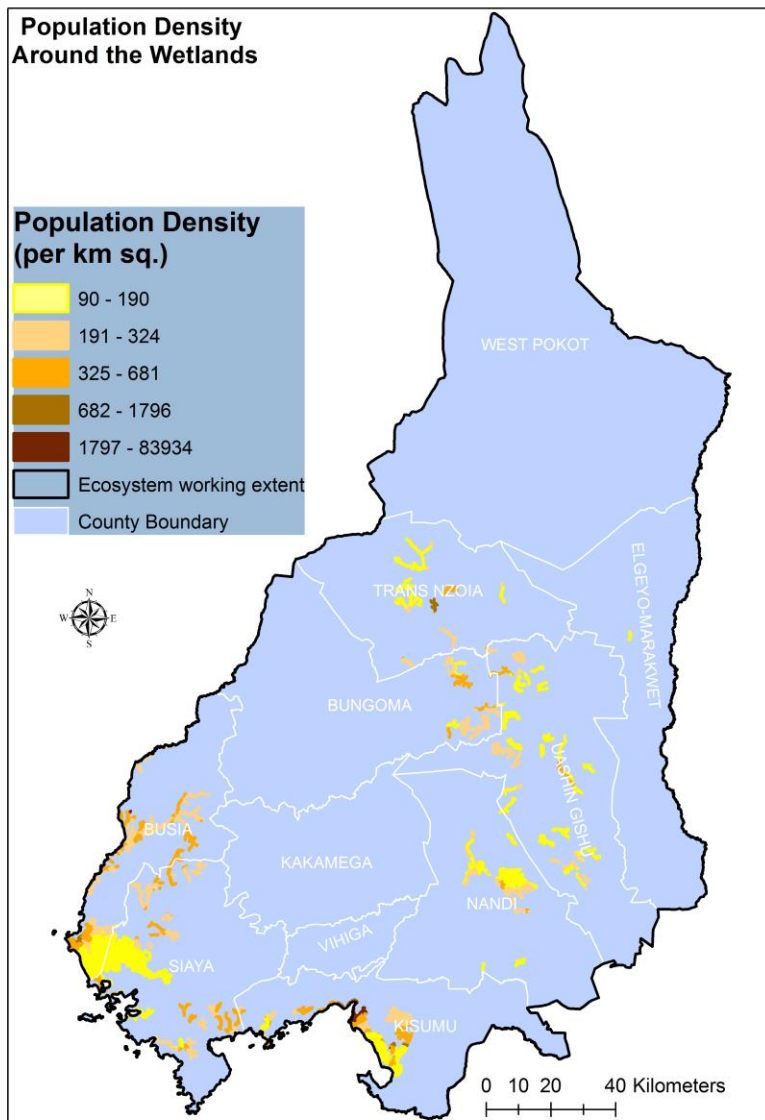 Population Density
Around the Wetlands
Population Density
(per km sq.)
90 - 190
191 - 324
325 - 681
682 - 1796
1797 - 83934
Ecosystem working extent
County Boundary
N
W E
S
WEST POKOT
TRANS NZOIA
ELGEYO-MARAKWET
BUNGOMA
UASHIN GISHU
BUSIA
KAKAMEGA
NANDI
VIHIGA
SIAYA
KISUMU
0 10 20 40 Kilometers